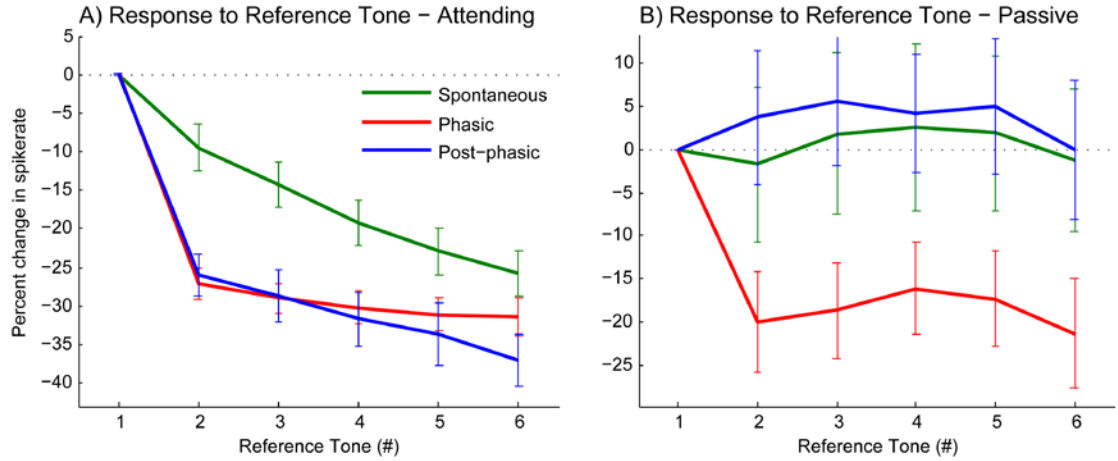 A) Response to Reference Tone − Attending
5
0
−5
−10
−15
−20
−25
−30
−35
−40
Percent change in spikerate
Spontaneous
Phasic
Post−phasic
1 2 3 4 5 6
Reference Tone (#)
B) Response to Reference Tone − Passive
10
5
0
−5
−10
−15
−20
−25
1 2 3 4 5 6
Reference Tone (#)